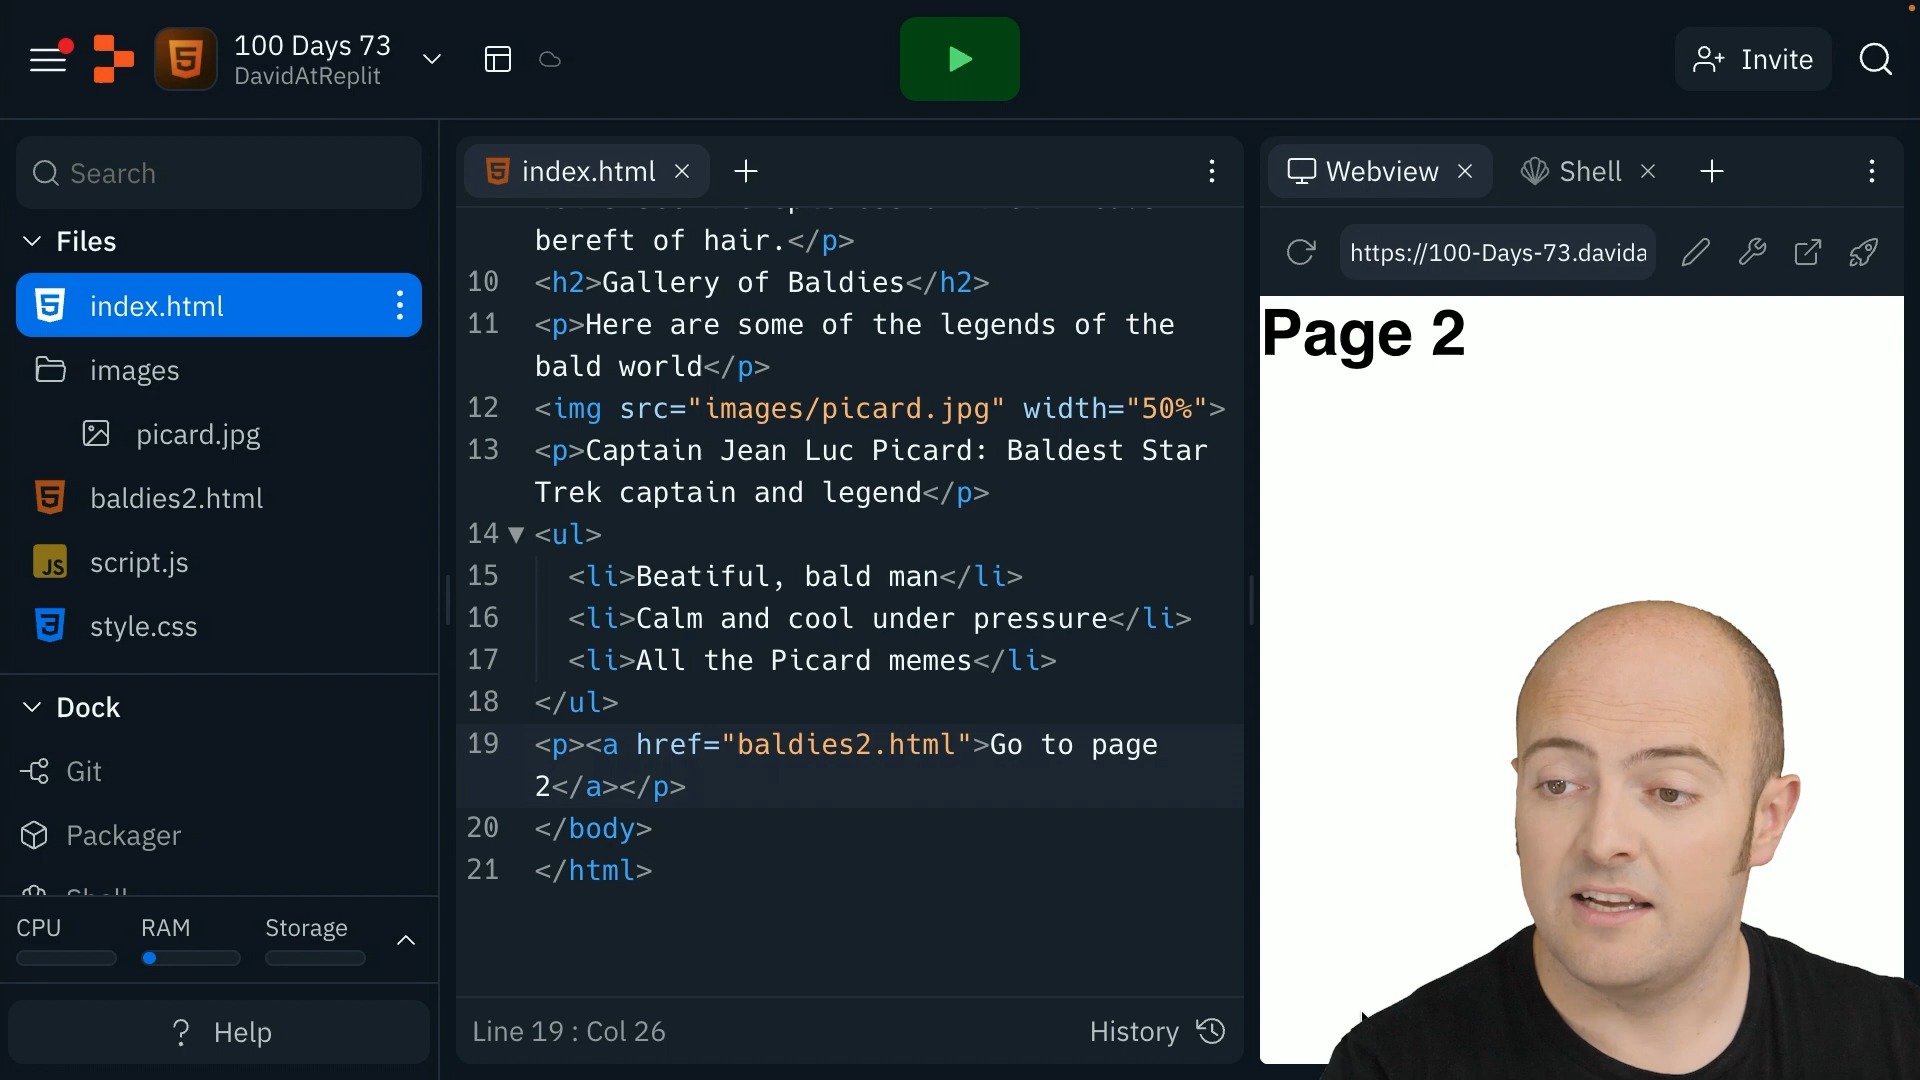 100 Days 73
DavidAtReplit
Invite
Search
Files
index.html
images
picard.jpg
baldies2.html
JS script.js
style.css
Dock
Git
Packager
Shell
CPU RAM Storage
? Help
index.html
bereft of hair.</p>
10 <h2>Gallery of Baldies</h2>
11 <p>Here are some of the legends of the
bald world</p>
12 <img src="images/picard.jpg" width="50%">
13 <p>Captain Jean Luc Picard: Baldest Star
Trek captain and legend</p>
14 <ul>
15 <li>Beatiful, bald man</li>
16 <li>Calm and cool under pressure</li>
17 <li>All the Picard memes</li>
18 </ul>
19 <p><a href="baldies2.html">Go to page
2</a></p>
20 </body>
21 </html>
Line 19 : Col 26
History
Webview
Shell
https://100-Days-73.davida
Page 2